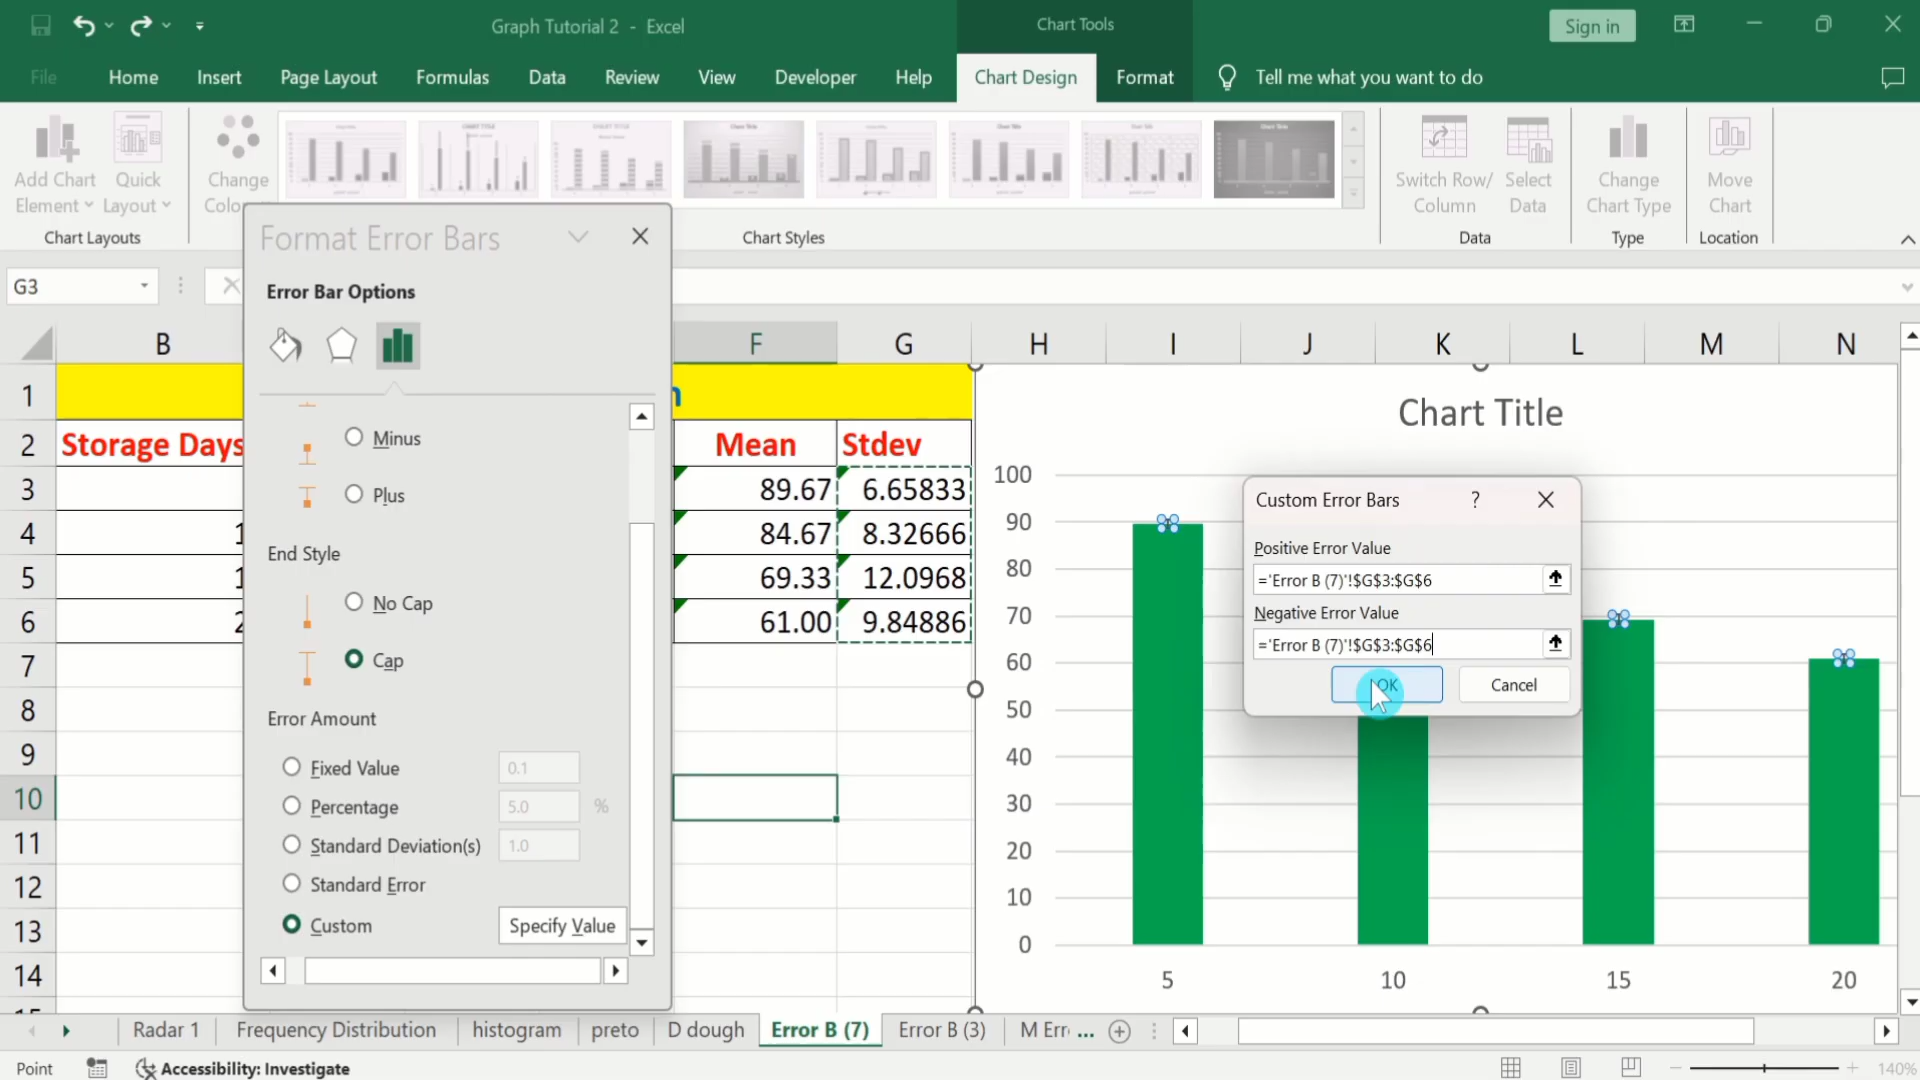 Graph Tutorial 2 - Excel
Chart Tools
Sign in
File Home Insert Page Layout Formulas Data Review View Developer Help Chart Design Format Tell me what you want to do
Add Chart Element
Quick Layout
Change
Switch Row/ Column
Select Data
Change Chart Type
Move Chart
Chart Layouts
Chart Styles
Data
Type
Location
G3
Format Error Bars
Error Bar Options
Minus
Plus
End Style
No Cap
Cap
Error Amount
Fixed Value 0.1
Percentage 5.0 %
Standard Deviation(s) 1.0
Standard Error
Custom Specify Value
B F G H I J K L M N
1
2 Storage Days Mean Stdev
3 89.67 6.65833
4 1 84.67 8.32666
5 1 69.33 12.0968
6 2 61.00 9.84886
7
8
9
10
11
12
13
14
Chart Title
100
90
80
70
60
50
40
30
20
10
0
5 10 15 20
Custom Error Bars ?
Positive Error Value
='Error B (7)'!$G$3:$G$6
Negative Error Value
='Error B (7)'!$G$3:$G$6
OK Cancel
Radar 1 Frequency Distribution histogram preto D dough Error B (7) Error B (3) M Err ...
Point Accessibility: Investigate 140%